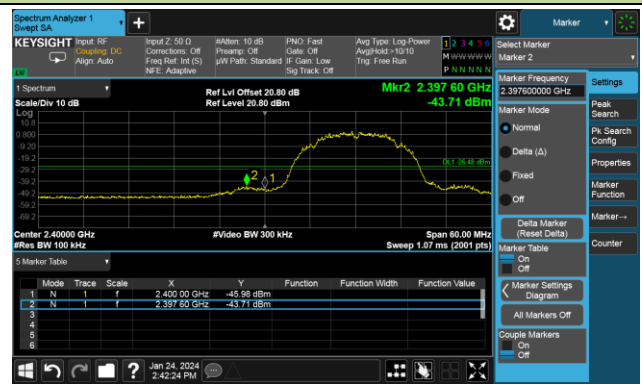 Spectrum Analyzer 1
Swept SA
+
Marker
KEYSIGHT
Input: RF
Coupling: DC
Align: Auto
Input Z: 50 Ω
Corrections: Off
Freq Ref: Int (S)
NFE: Adaptive
#Atten: 10 dB
Preamp: Off
µW Path: Standard
PNO: Fast
Gate: Off
IF Gain: Low
Sig Track: Off
Avg Type: Log-Power
Avg|Hold:>10/10
Trig: Free Run
1 2 3 4 5 6
M W W W W W
P N N N N N
LU
Select Marker
Marker 2
1 Spectrum
Scale/Div 10 dB
Ref Lvl Offset 20.80 dB
Ref Level 20.80 dBm
Mkr2 2.397 60 GHz
-43.71 dBm
Log
10.8
0.800
-9.20
-19.2
-29.2
-39.2
-49.2
-59.2
-69.2
DL1 -26.48 dBm
2
1
Center 2.40000 GHz
#Res BW 100 kHz
#Video BW 300 kHz
Span 60.00 MHz
Sweep 1.07 ms (2001 pts)
5 Marker Table
Mode Trace Scale X Y Function Function Width Function Value
1 N 1 f 2.400 00 GHz -45.98 dBm
2 N 1 f 2.397 60 GHz -43.71 dBm
3
4
5
6
Marker Frequency
2.397600000 GHz
Marker Mode
Normal
Delta (Δ)
Fixed
Off
Delta Marker
(Reset Delta)
Marker Table
On
Off
Marker Settings
Diagram
All Markers Off
Couple Markers
On
Off
Settings
Peak
Search
Pk Search
Config
Properties
Marker
Function
Marker→
Counter
?
Jan 24, 2024
2:42:24 PM